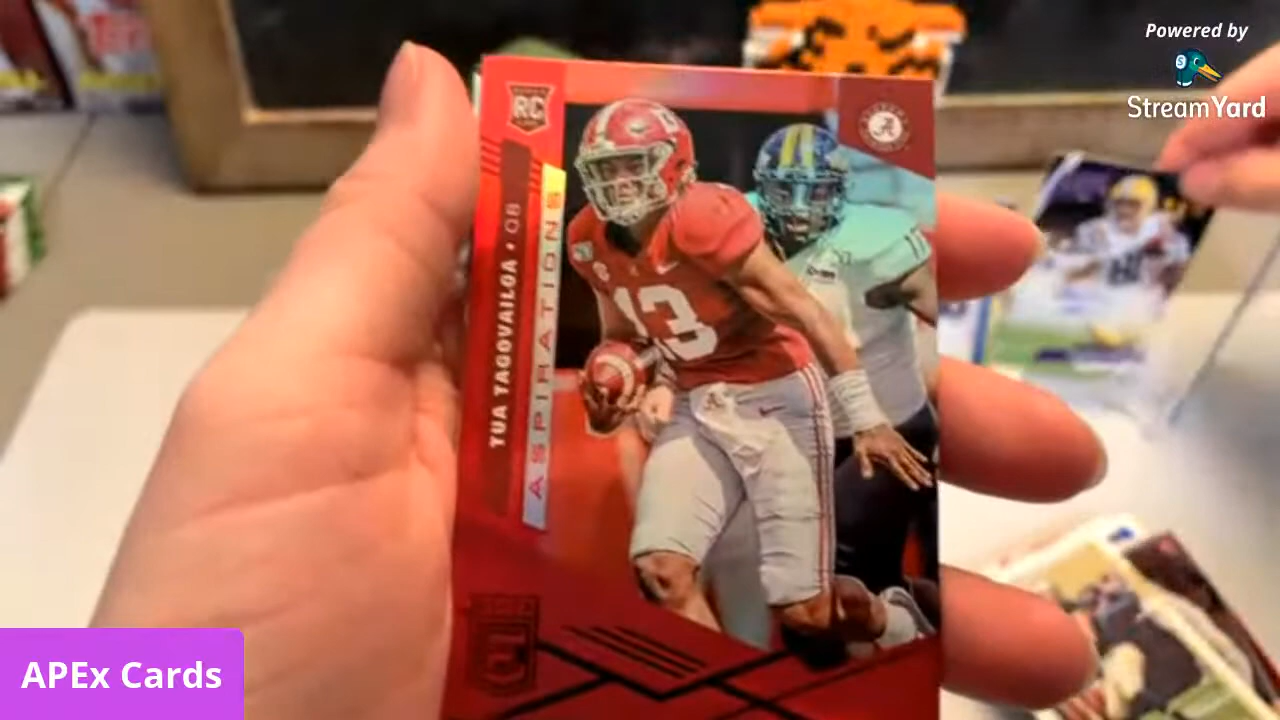 Powered by
StreamYard
RC
TUA TAGOVAILOA • QB
ASPIRATIONS
A
13
APEx Cards